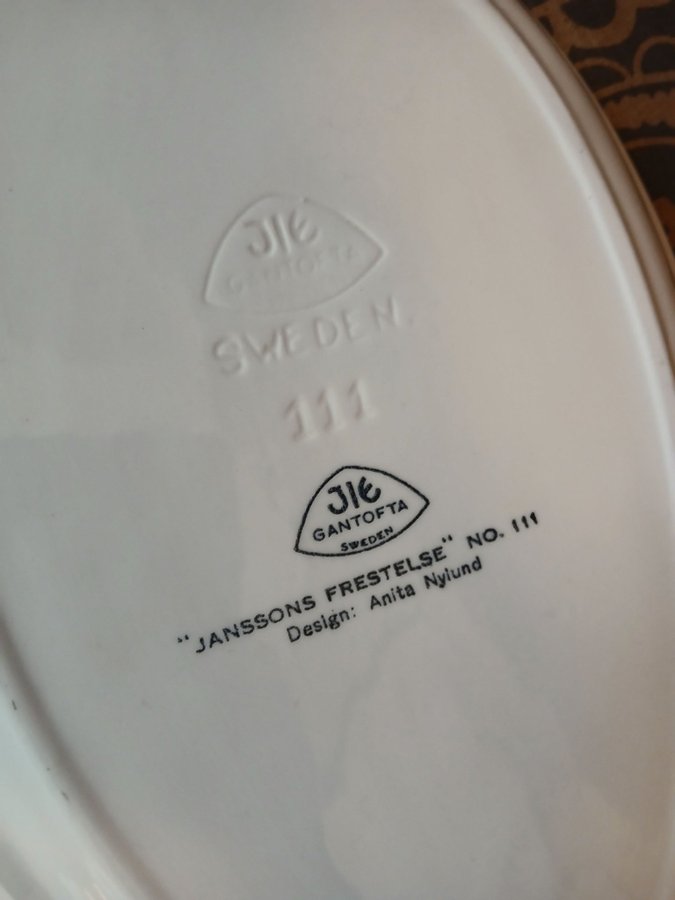 JIE
GANTOFTA
SWEDEN.
111
JIE
GANTOFTA
SWEDEN
"JANSSONS FRESTELSE" NO. 111
Design: Anita Nylund